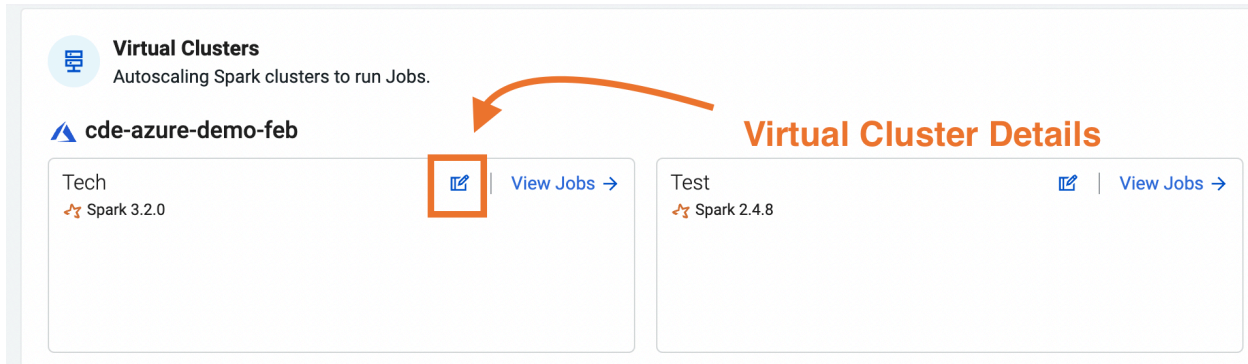 Virtual Clusters
Autoscaling Spark clusters to run Jobs.
cde-azure-demo-feb
Virtual Cluster Details
Tech
View Jobs
Spark 3.2.0
Test
View Jobs
Spark 2.4.8